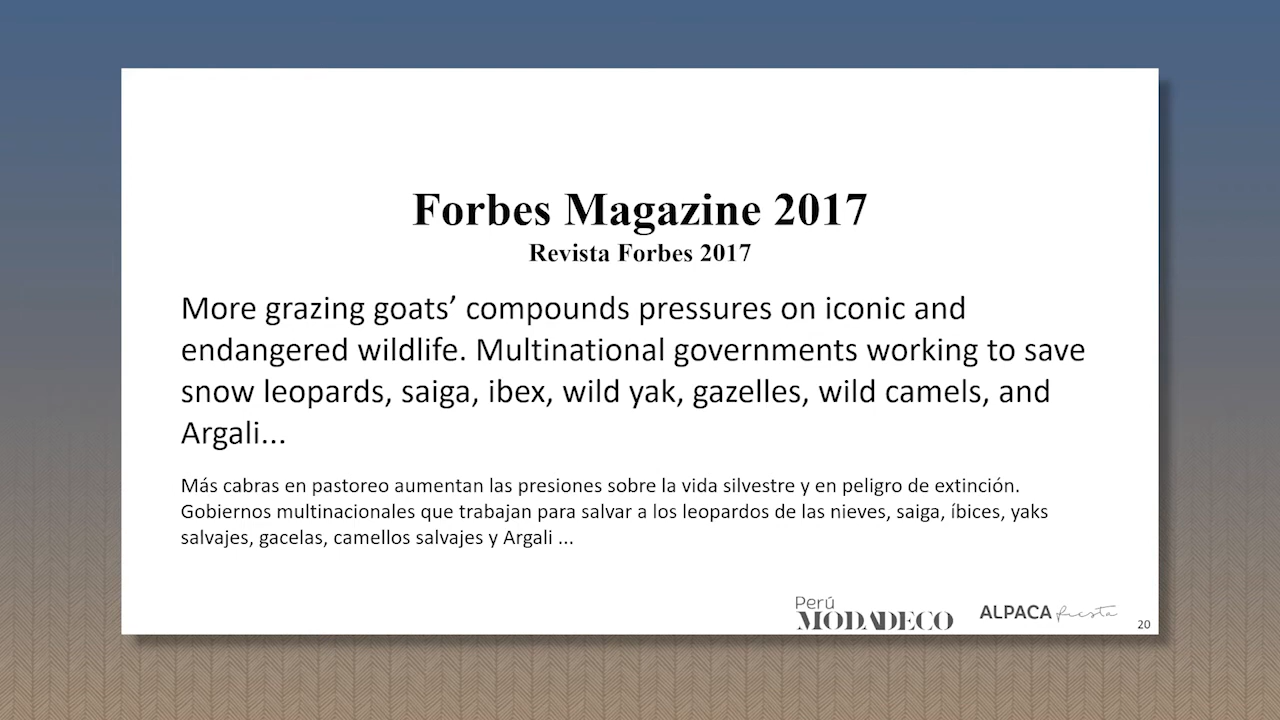 Forbes Magazine 2017
Revista Forbes 2017
More grazing goats’ compounds pressures on iconic and
endangered wildlife. Multinational governments working to save
snow leopards, saiga, ibex, wild yak, gazelles, wild camels, and
Argali...
Más cabras en pastoreo aumentan las presiones sobre la vida silvestre y en peligro de extinción.
Gobiernos multinacionales que trabajan para salvar a los leopardos de las nieves, saiga, íbices, yaks
salvajes, gacelas, camellos salvajes y Argali ...
Perú
MODADECO
ALPACA fiesta
20